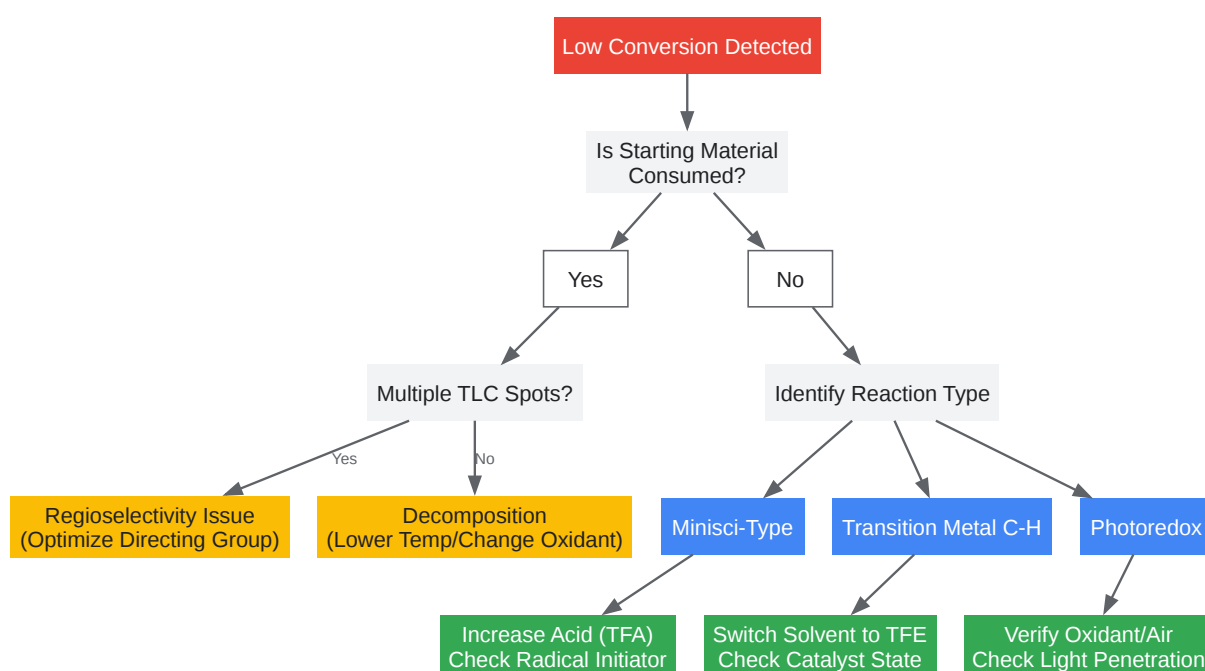 Low Conversion Detected
Is Starting Material
Consumed?
Yes
No
Multiple TLC Spots?
Identify Reaction Type
Yes
No
Regioselectivity Issue
(Optimize Directing Group)
Decomposition
(Lower Temp/Change Oxidant)
Minisci-Type
Transition Metal C-H
Photoredox
Increase Acid (TFA)
Check Radical Initiator
Switch Solvent to TFE
Check Catalyst State
Verify Oxidant/Air
Check Light Penetration